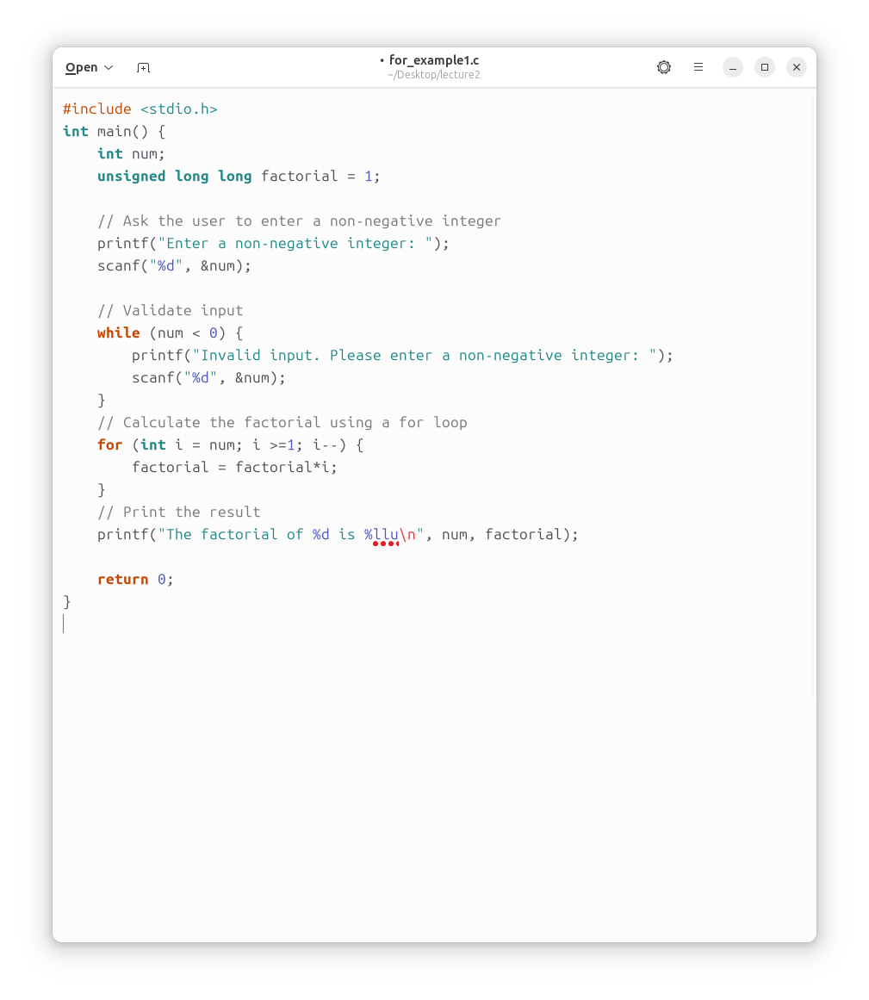 Open
• for_example1.c
~/Desktop/lecture2
#include <stdio.h>
int main() {
    int num;
    unsigned long long factorial = 1;

    // Ask the user to enter a non-negative integer
    printf("Enter a non-negative integer: ");
    scanf("%d", &num);

    // Validate input
    while (num < 0) {
        printf("Invalid input. Please enter a non-negative integer: ");
        scanf("%d", &num);
    }
    // Calculate the factorial using a for loop
    for (int i = num; i >=1; i--) {
        factorial = factorial*i;
    }
    // Print the result
    printf("The factorial of %d is %llu\n", num, factorial);

    return 0;
}